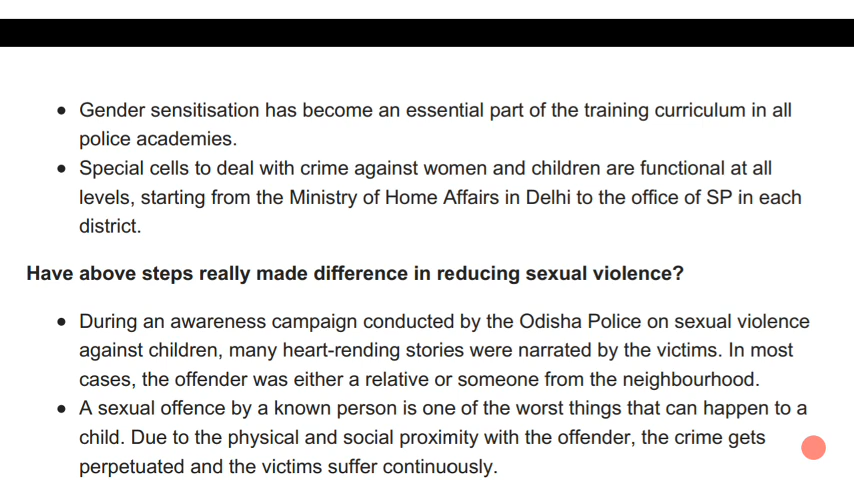 ● Gender sensitisation has become an essential part of the training curriculum in all
police academies.
● Special cells to deal with crime against women and children are functional at all
levels, starting from the Ministry of Home Affairs in Delhi to the office of SP in each
district.
Have above steps really made difference in reducing sexual violence?
● During an awareness campaign conducted by the Odisha Police on sexual violence
against children, many heart-rending stories were narrated by the victims. In most
cases, the offender was either a relative or someone from the neighbourhood.
● A sexual offence by a known person is one of the worst things that can happen to a
child. Due to the physical and social proximity with the offender, the crime gets
perpetuated and the victims suffer continuously.